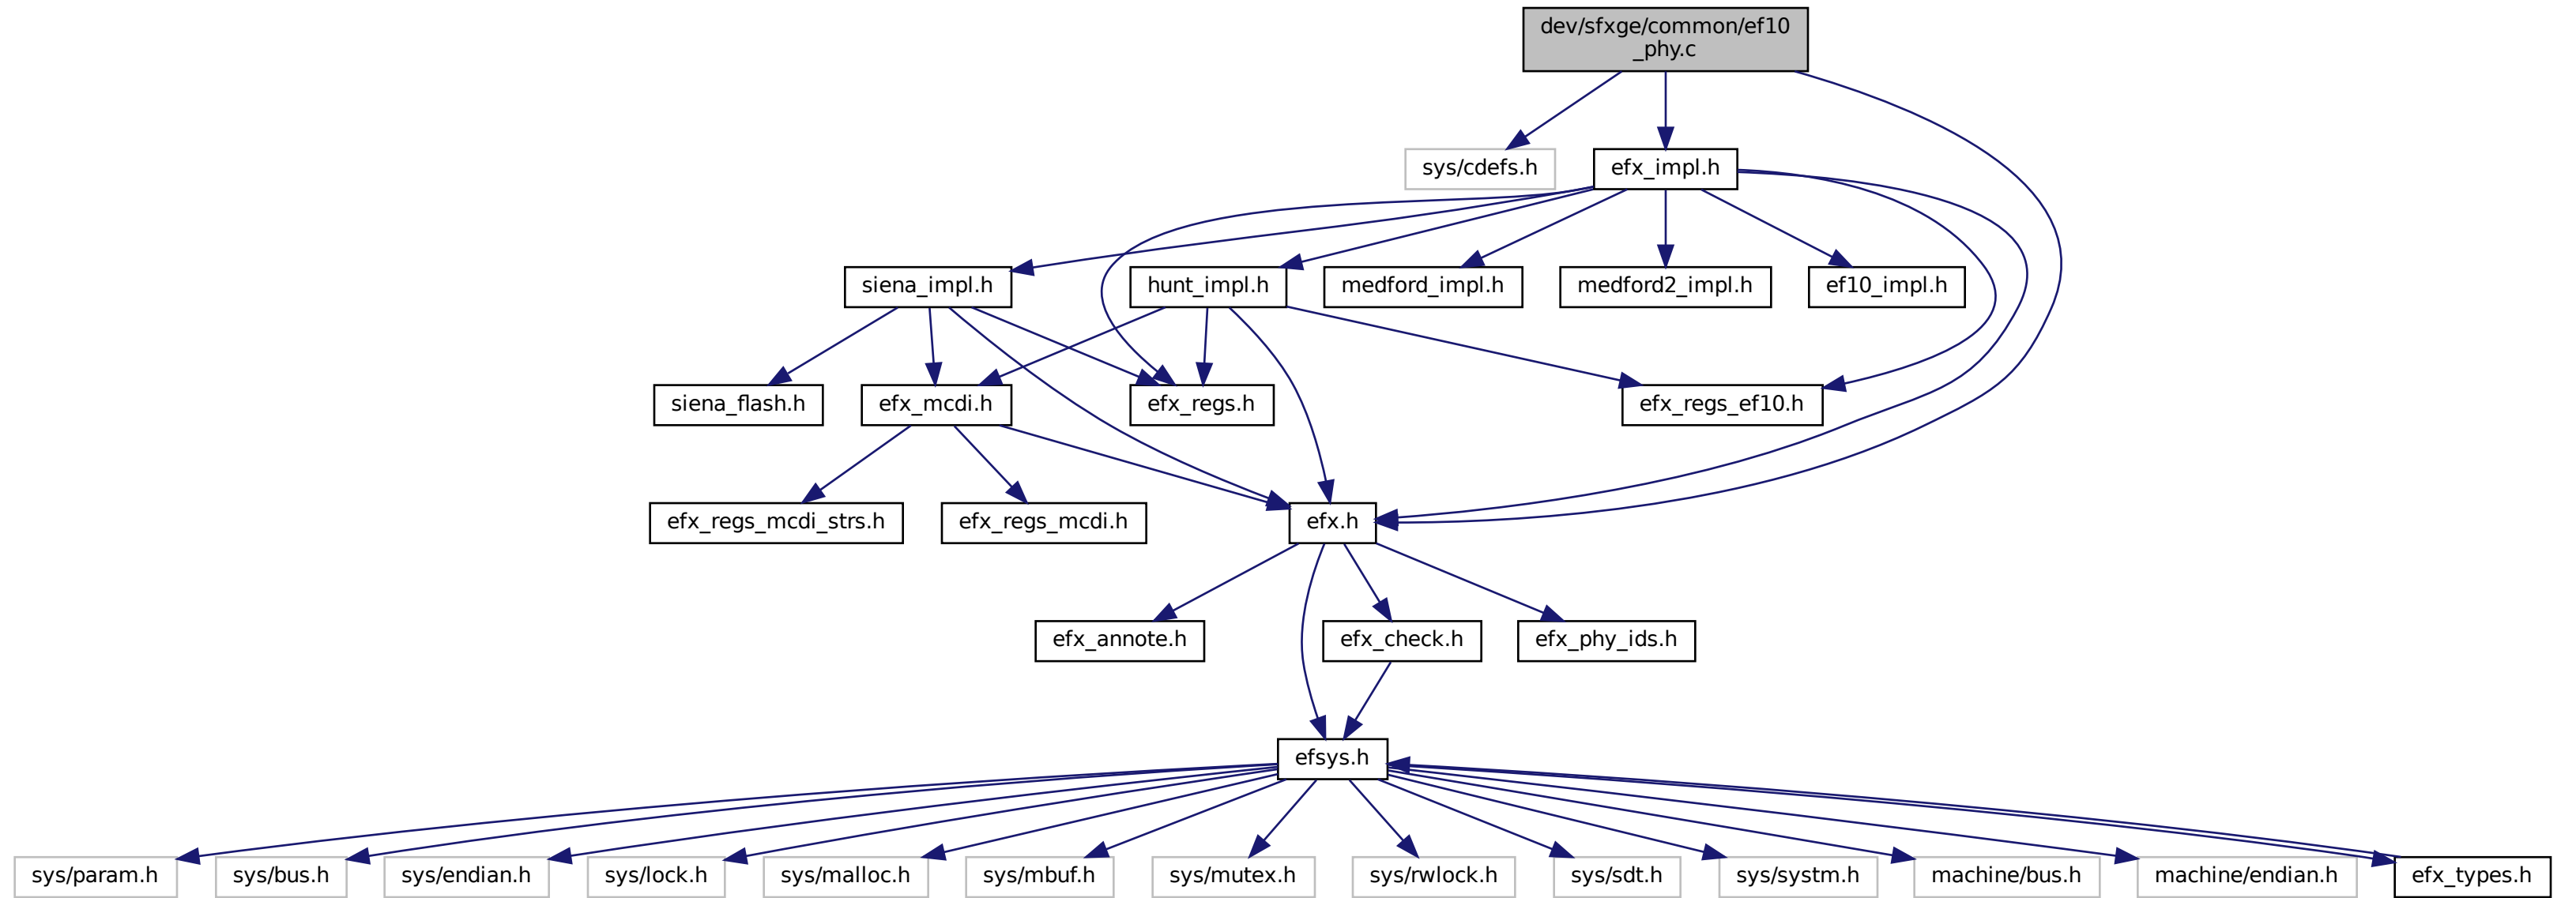 dev/sfxge/common/ef10
_phy.c
sys/cdefs.h
efx_impl.h
siena_impl.h
hunt_impl.h
medford_impl.h
medford2_impl.h
ef10_impl.h
siena_flash.h
efx_mcdi.h
efx_regs.h
efx_regs_ef10.h
efx_regs_mcdi_strs.h
efx_regs_mcdi.h
efx.h
efx_annote.h
efx_check.h
efx_phy_ids.h
efsys.h
sys/param.h
sys/bus.h
sys/endian.h
sys/lock.h
sys/malloc.h
sys/mbuf.h
sys/mutex.h
sys/rwlock.h
sys/sdt.h
sys/systm.h
machine/bus.h
machine/endian.h
efx_types.h